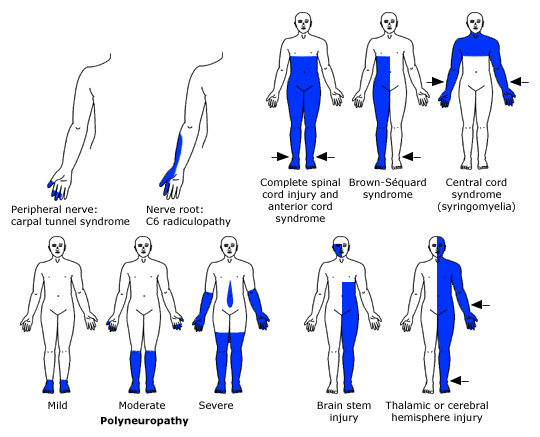 Peripheral nerve:
carpal tunnel syndrome
Nerve root:
C6 radiculopathy
Complete spinal
cord injury and
anterior cord
syndrome
Brown-Séquard
syndrome
Central cord
syndrome
(syringomyelia)
Mild
Moderate
Severe
Polyneuropathy
Brain stem
injury
Thalamic or cerebral
hemisphere injury